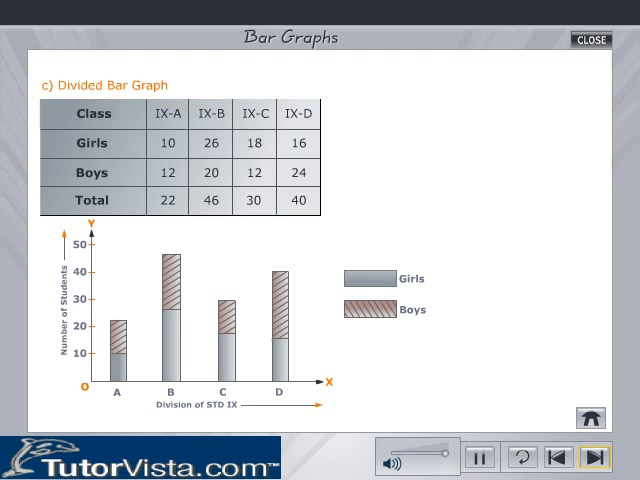 Bar Graphs
CLOSE
c) Divided Bar Graph
Class IX-A IX-B IX-C IX-D
Girls 10 26 18 16
Boys 12 20 12 24
Total 22 46 30 40
Y
50
40
30
20
10
O
Number of Students
A B C D
X
Division of STD IX
Girls
Boys
TutorVista.com™